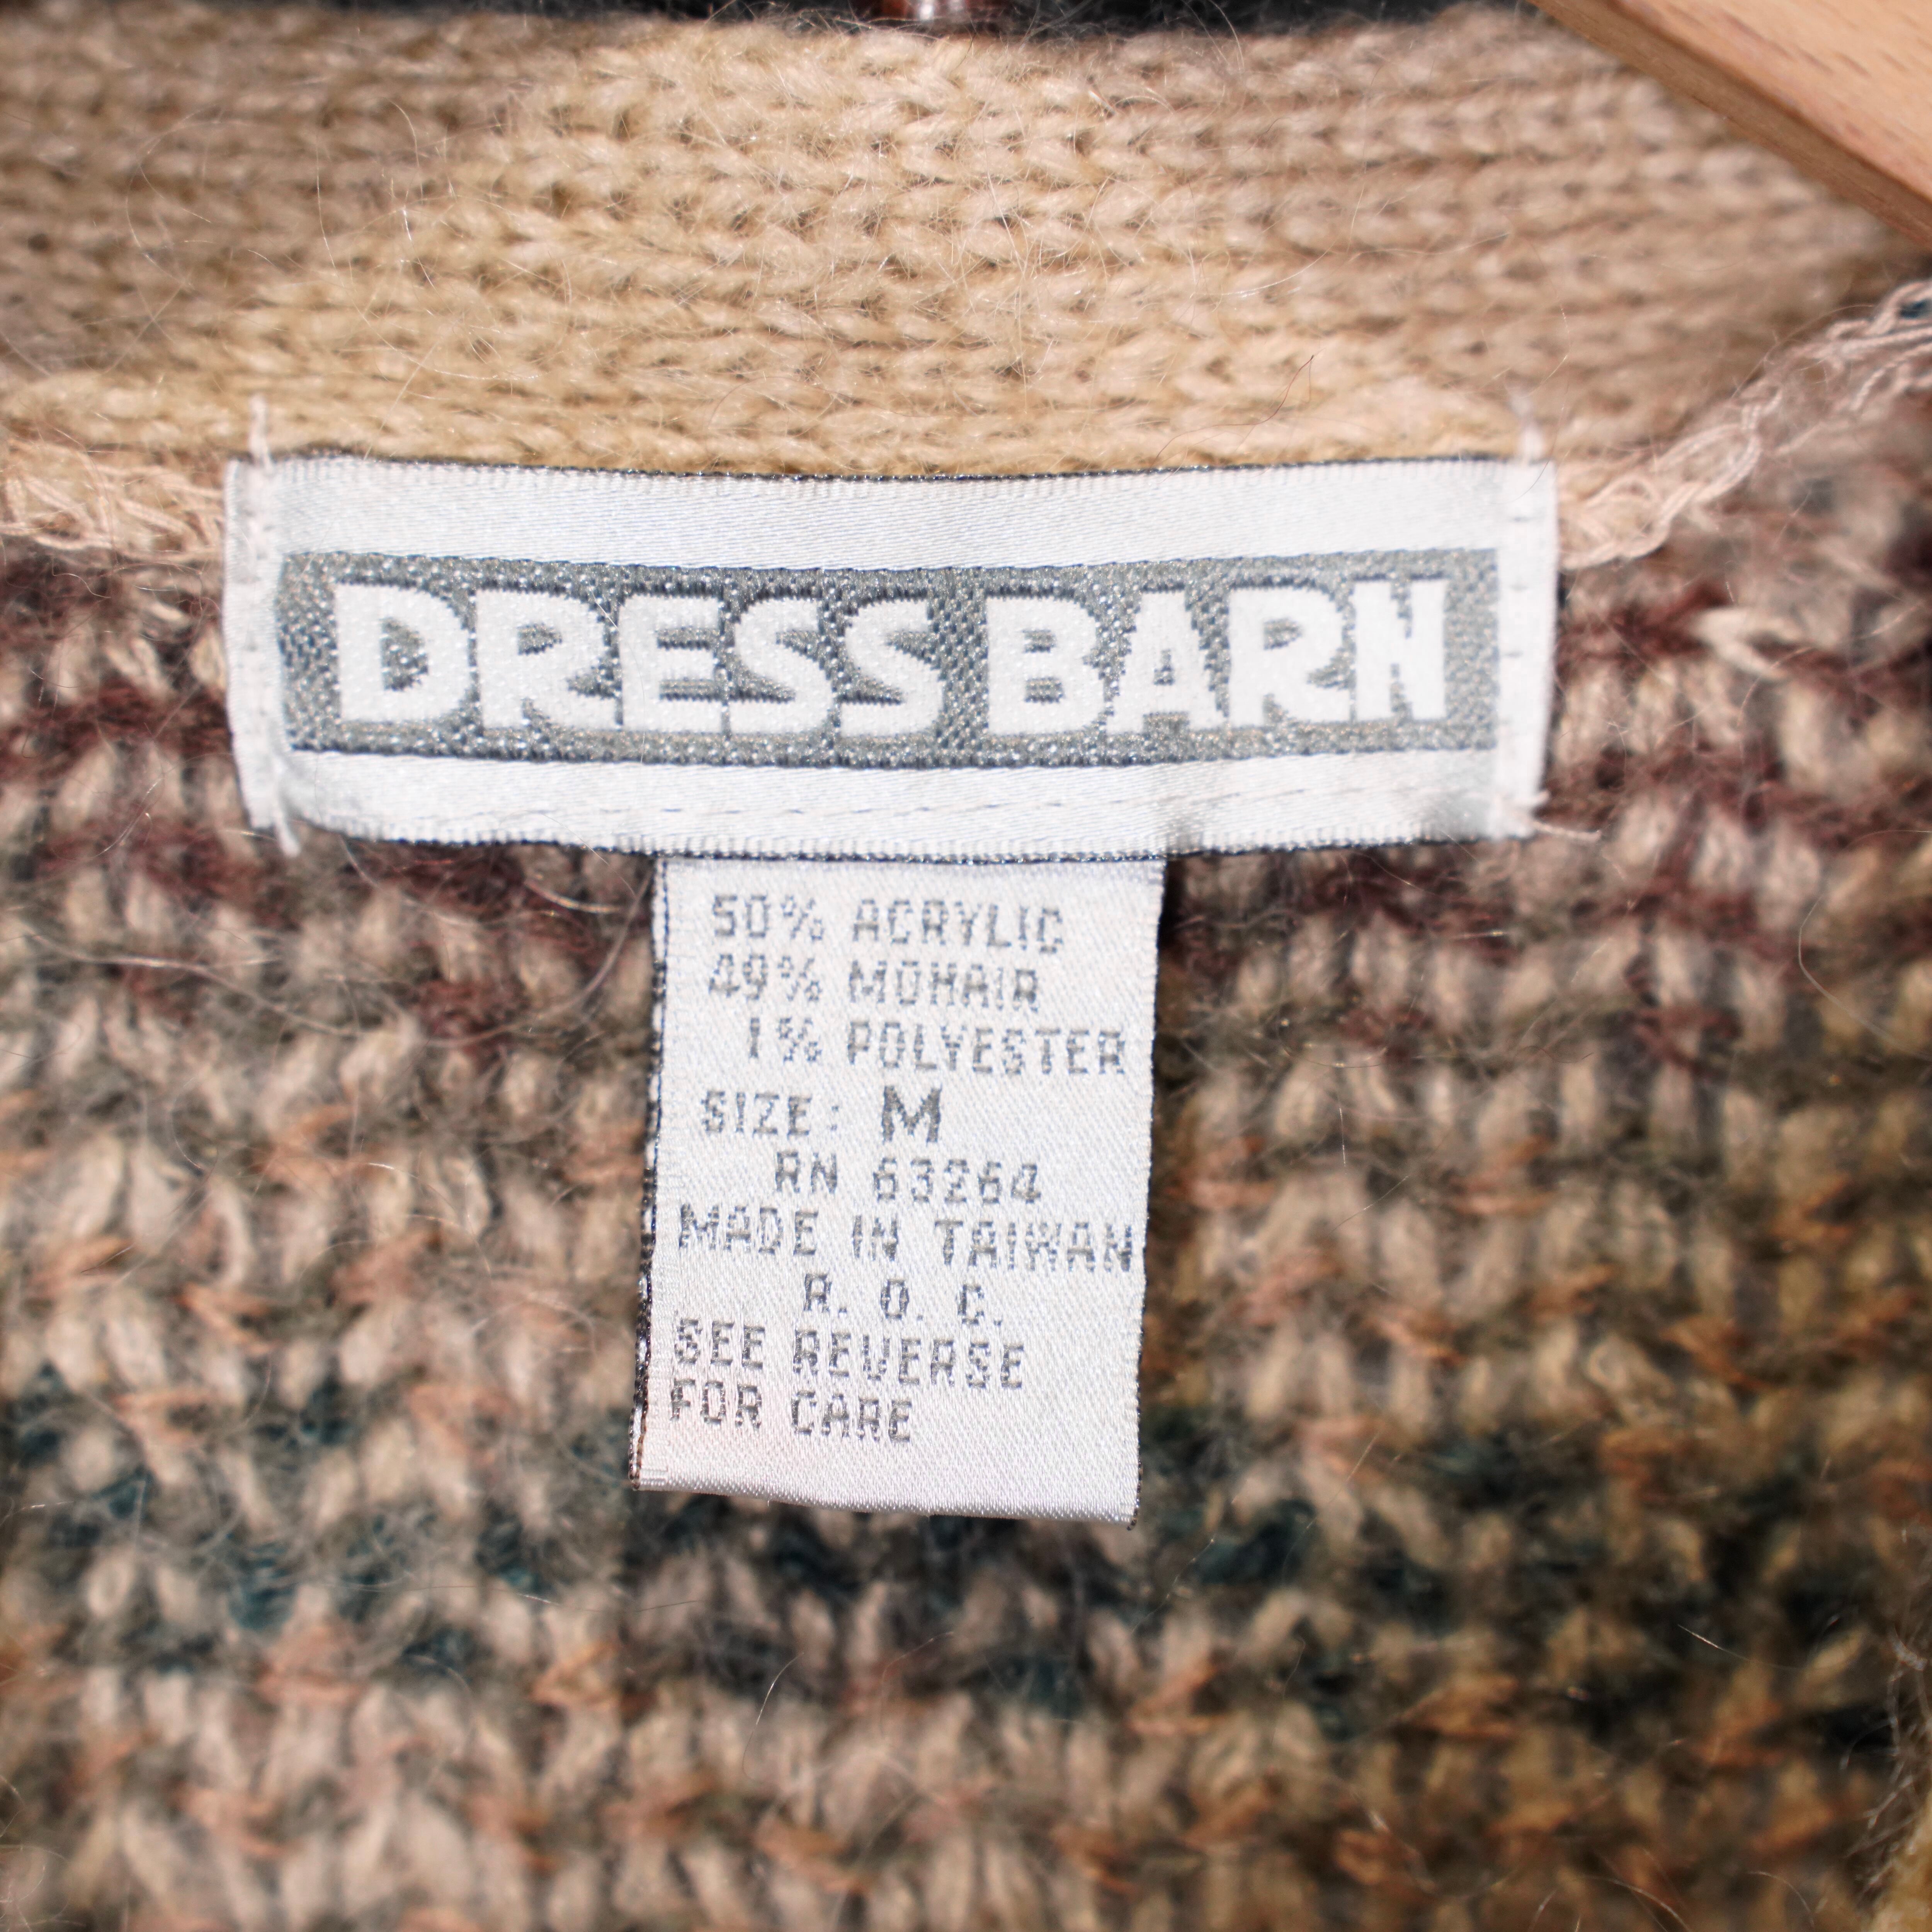 DRESS BARN
50% ACRYLIC
49% MOHAIR
1% POLYESTER
SIZE: M
RN 63264
MADE IN TAIWAN
R. O. C.
SEE REVERSE
FOR CARE